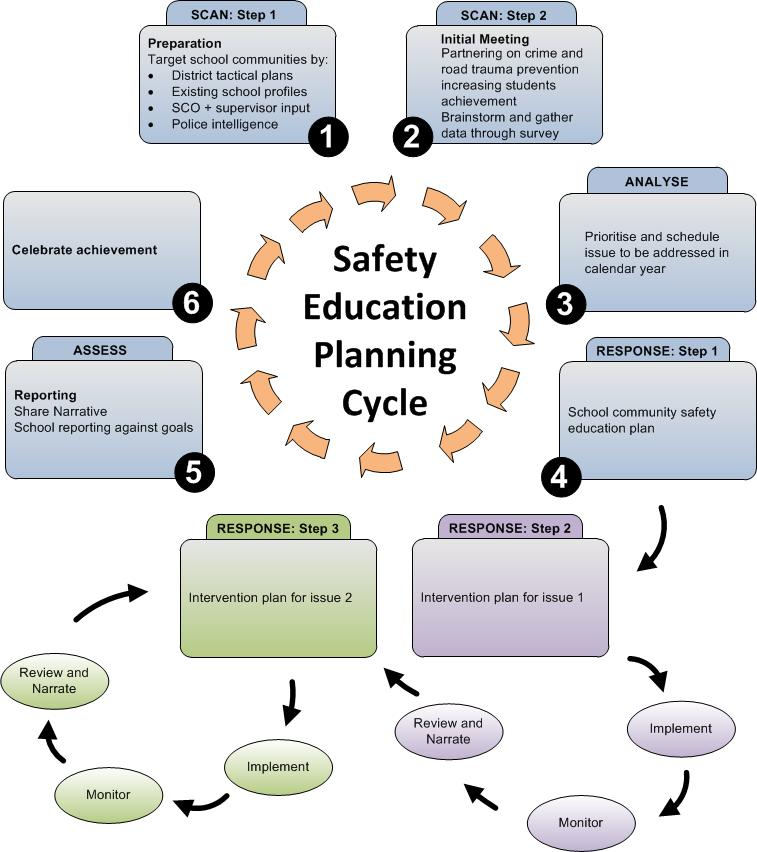 SCAN: Step 1
Preparation
Target school communities by:
• District tactical plans
• Existing school profiles
• SCO + supervisor input
• Police intelligence
1
SCAN: Step 2
Initial Meeting
Partnering on crime and
road trauma prevention
increasing students
achievement
Brainstorm and gather
data through survey
2
ANALYSE
Prioritise and schedule
issue to be addressed in
calendar year
3
Celebrate achievement
6
Safety
Education
Planning
Cycle
RESPONSE: Step 1
School community safety
education plan
4
ASSESS
Reporting
Share Narrative
School reporting against goals
5
RESPONSE: Step 2
Intervention plan for issue 1
Implement
Monitor
Review and
Narrate
RESPONSE: Step 3
Intervention plan for issue 2
Implement
Monitor
Review and
Narrate